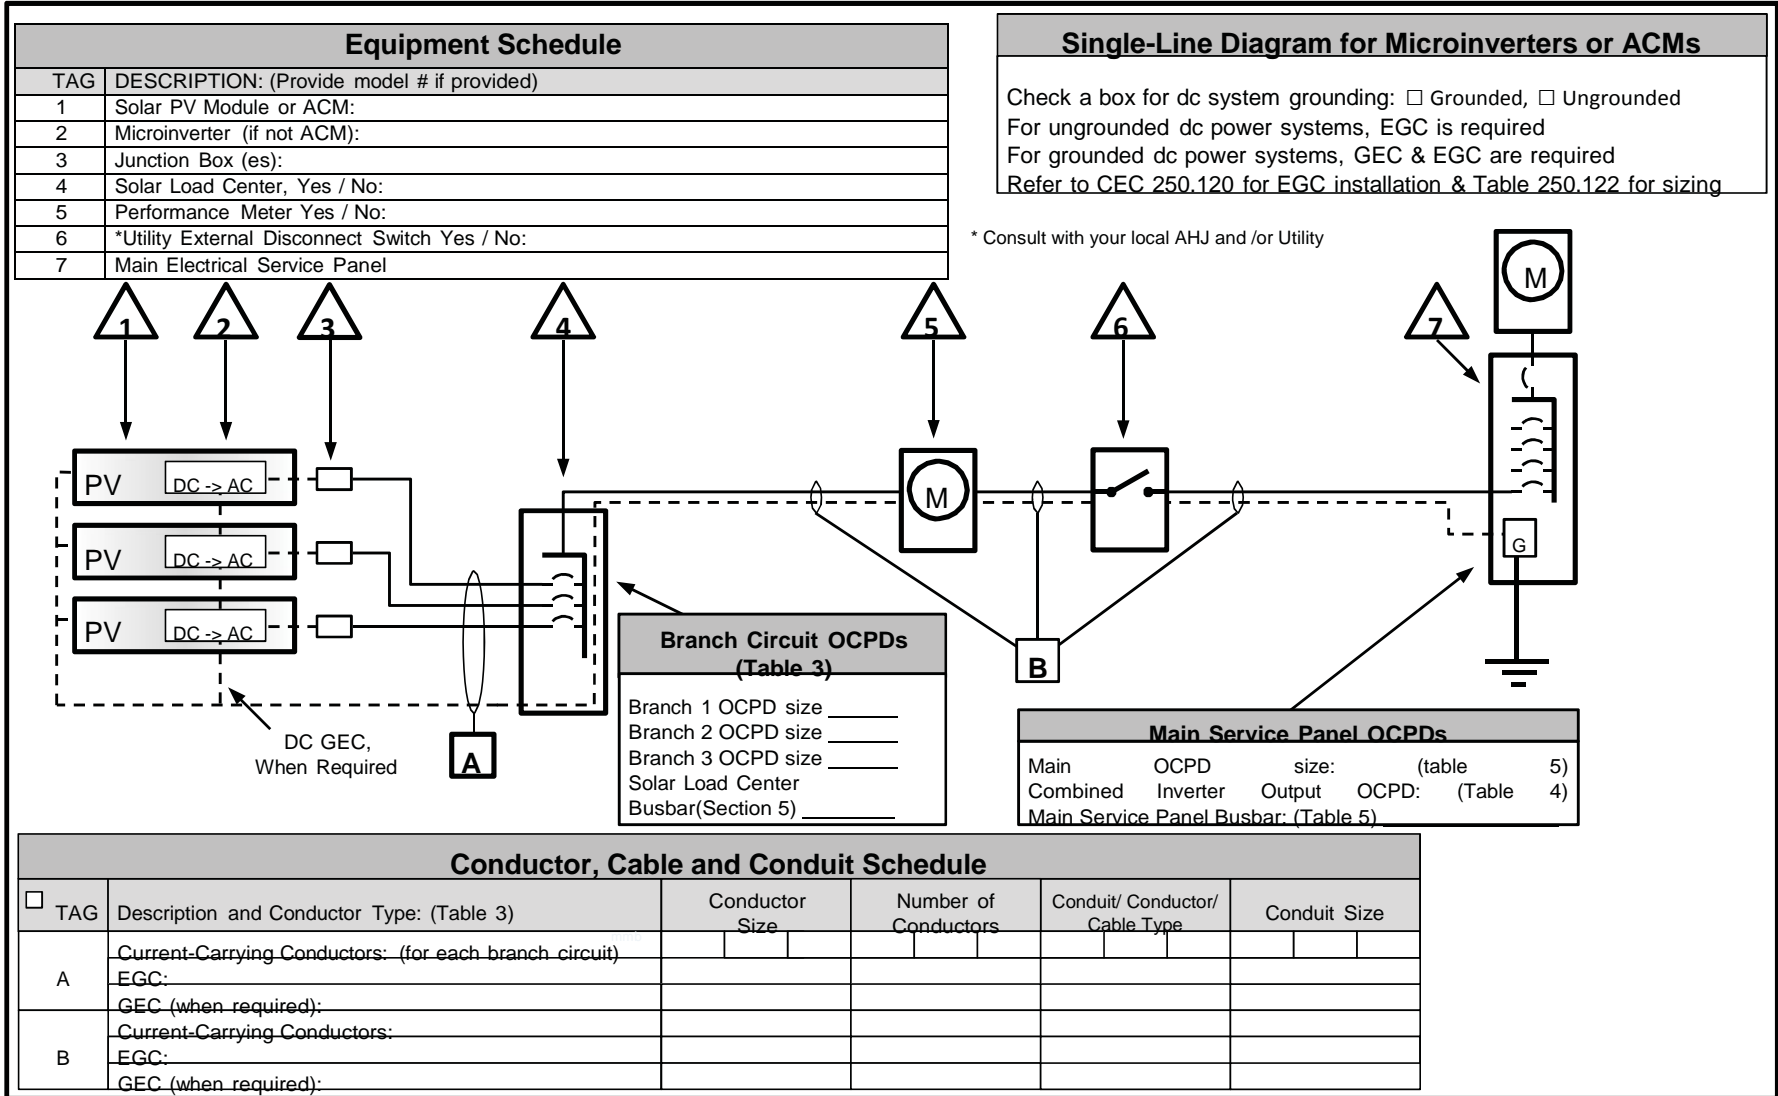 Equipment Schedule
TAG DESCRIPTION: (Provide model # if provided)
1 Solar PV Module or ACM:
2 Microinverter (if not ACM):
3 Junction Box (es):
4 Solar Load Center, Yes / No:
5 Performance Meter Yes / No:
6 *Utility External Disconnect Switch Yes / No:
7 Main Electrical Service Panel
Single-Line Diagram for Microinverters or ACMs
Check a box for dc system grounding: ☐ Grounded, ☐ Ungrounded
For ungrounded dc power systems, EGC is required
For grounded dc power systems, GEC & EGC are required
Refer to CEC 250.120 for EGC installation & Table 250.122 for sizing
* Consult with your local AHJ and /or Utility
M
1 2 3 4 5 6 7
PV DC -> AC
PV DC -> AC
PV DC -> AC
M
G
DC GEC,
When Required
A
B
Branch Circuit OCPDs
(Table 3)
Branch 1 OCPD size ______
Branch 2 OCPD size ______
Branch 3 OCPD size ______
Solar Load Center
Busbar(Section 5) ________
Main Service Panel OCPDs
Main OCPD size: (table 5)
Combined Inverter Output OCPD: (Table 4)
Main Service Panel Busbar: (Table 5) ________________
Conductor, Cable and Conduit Schedule
☐ TAG Description and Conductor Type: (Table 3) Conductor Size Number of Conductors Conduit/ Conductor/ Cable Type Conduit Size
A
Current-Carrying Conductors: (for each branch circuit)
EGC:
GEC (when required):
B
Current-Carrying Conductors:
EGC:
GEC (when required):